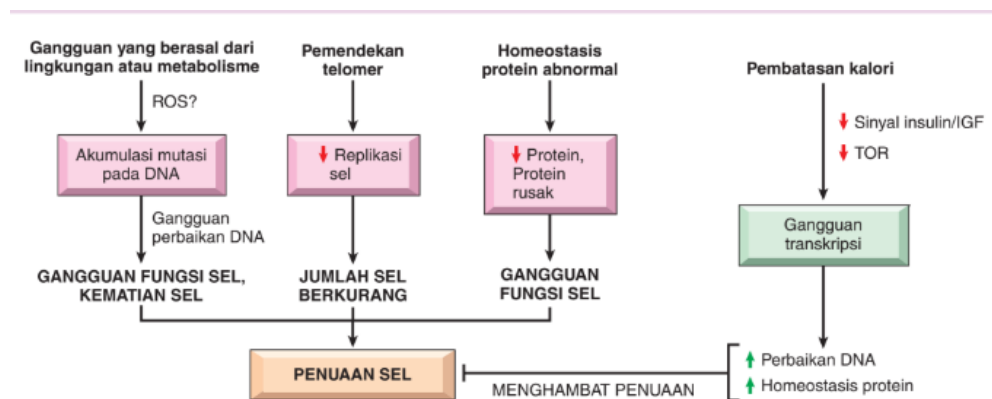 Gangguan yang berasal dari
lingkungan atau metabolisme
ROS?
Akumulasi mutasi
pada DNA
Gangguan
perbaikan DNA
GANGGUAN FUNGSI SEL,
KEMATIAN SEL
Pemendekan
telomer
Replikasi
sel
JUMLAH SEL
BERKURANG
Homeostasis
protein abnormal
Protein,
Protein
rusak
GANGGUAN
FUNGSI SEL
Pembatasan kalori
Sinyal insulin/IGF
TOR
Gangguan
transkripsi
Perbaikan DNA
Homeostasis protein
MENGHAMBAT PENUAAN
PENUAAN SEL